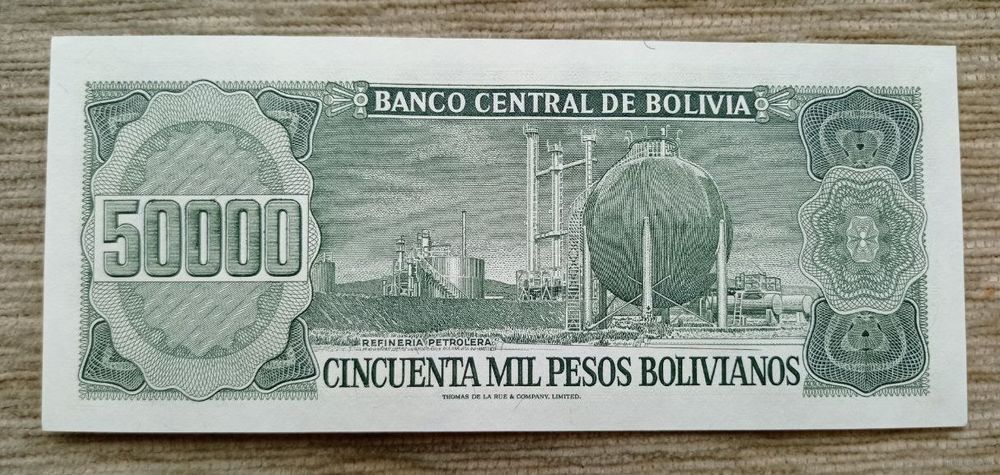 BANCO CENTRAL DE BOLIVIA
50000
REFINERIA PETROLERA
CINCUENTA MIL PESOS BOLIVIANOS
THOMAS DE LA RUE & COMPANY, LIMITED.